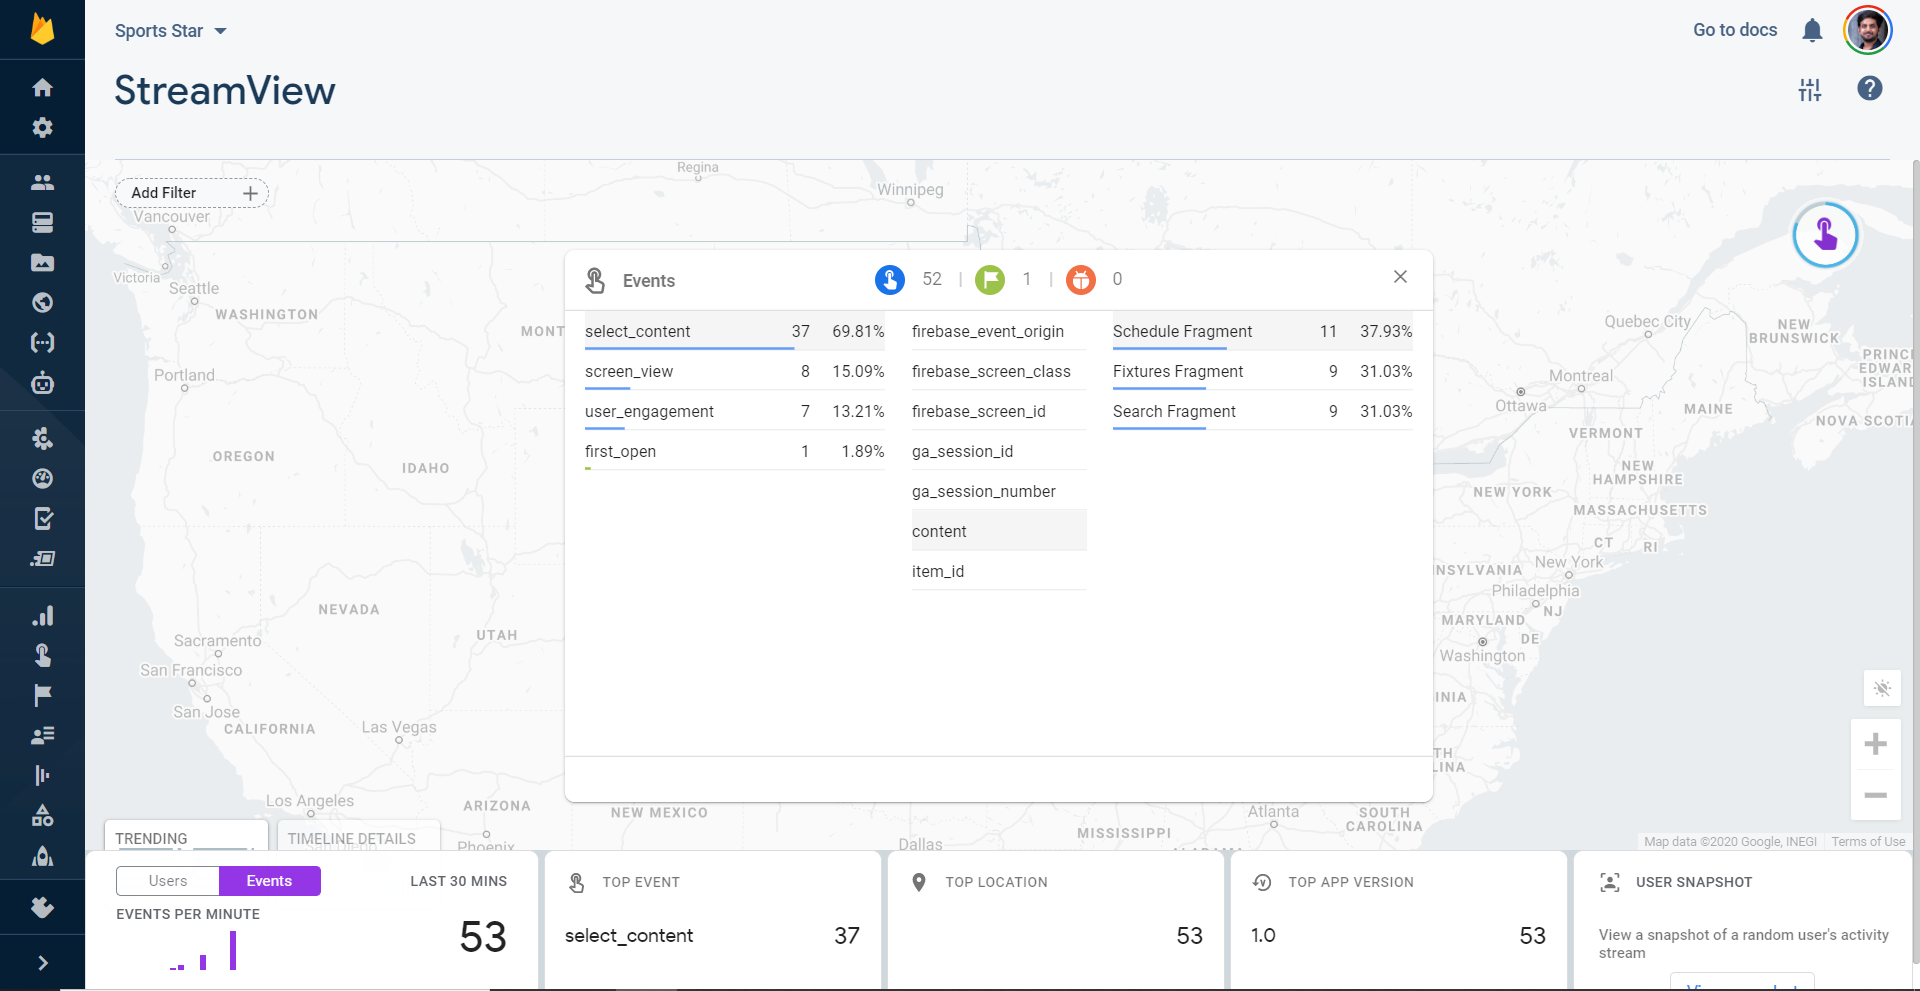 Sports Star
Go to docs
StreamView
Add Filter
Regina
Winnipeg
Vancouver
Victoria
Seattle
WASHINGTON
MONT
Quebec City
NEW
BRUNSWICK
PRINC
EDWAR
ISLAND
Portland
Montreal
Ottawa
MAINE
NOVA SCOTIA
VERMONT
OREGON
IDAHO
NEW
HAMPSHIRE
NEW YORK
MASSACHUSETTS
CT
RI
NSYLVANIA
New York
Philadelphia
NJ
NEVADA
UTAH
MARYLAND
DE
Sacramento
Washington
San Francisco
San Jose
INIA
CALIFORNIA
Las Vegas
TH
LINA
Los Angeles
ARIZONA
NEW MEXICO
Atlanta
SOUTH
CAROLINA
MISSISSIPPI
ALABAMA
Dallas
San Diego
Phoenix
Events
52 | 1 | 0
select_content 37 69.81%
screen_view 8 15.09%
user_engagement 7 13.21%
first_open 1 1.89%
firebase_event_origin
firebase_screen_class
firebase_screen_id
ga_session_id
ga_session_number
content
item_id
Schedule Fragment 11 37.93%
Fixtures Fragment 9 31.03%
Search Fragment 9 31.03%
Map data ©2020 Google, INEGI
Terms of Use
TRENDING
TIMELINE DETAILS
Users
Events
LAST 30 MINS
EVENTS PER MINUTE
53
TOP EVENT
select_content 37
TOP LOCATION
53
TOP APP VERSION
1.0 53
USER SNAPSHOT
View a snapshot of a random user's activity
stream